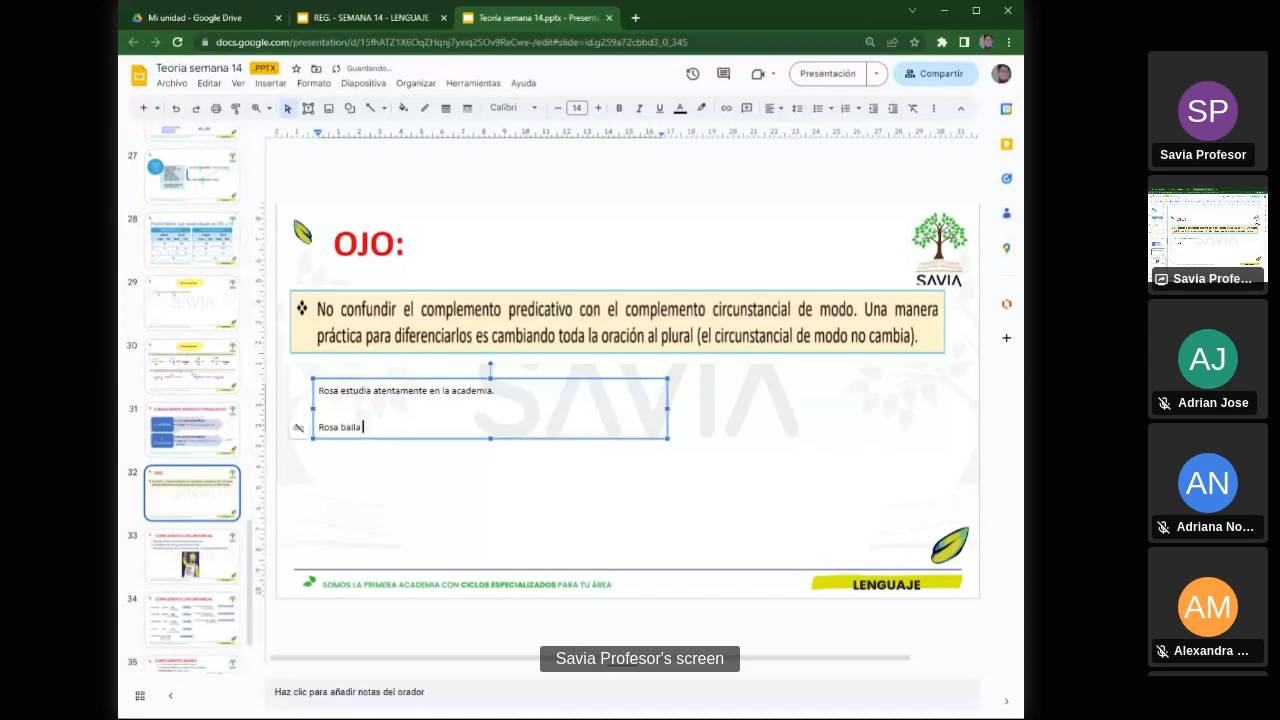 Mi unidad - Google Drive
REG. - SEMANA 14 - LENGUAJE
Teoría semana 14.pptx - Present
docs.google.com/presentation/d/15fhATZ1X6OqZHqnj7yxiq2SOv9ReCwe-/edit#slide=id.g259a72cbbd3_0_345
Teoría semana 14 .PPTX Guardando...
Archivo Editar Ver Insertar Formato Diapositiva Organizar Herramientas Ayuda
Presentación
Compartir
Calibri
14
27
28
29
30
31
32
33
34
35
OJO:
SAVIA
❖ No confundir el complemento predicativo con el complemento circunstancial de modo. Una manera
práctica para diferenciarlos es cambiando toda la oración al plural (el circunstancial de modo no cambia).
Rosa estudia atentamente en la academia.
Rosa baila
SAVIA
SOMOS LA PRIMERA ACADEMIA CON CICLOS ESPECIALIZADOS PARA TU ÁREA
LENGUAJE
Savia Profesor's screen
Haz clic para añadir notas del orador
SP
Savia Profesor
Savia Profe...
AJ
Adrian Jose
AN
Adriana No...
AM
Alexandra ...